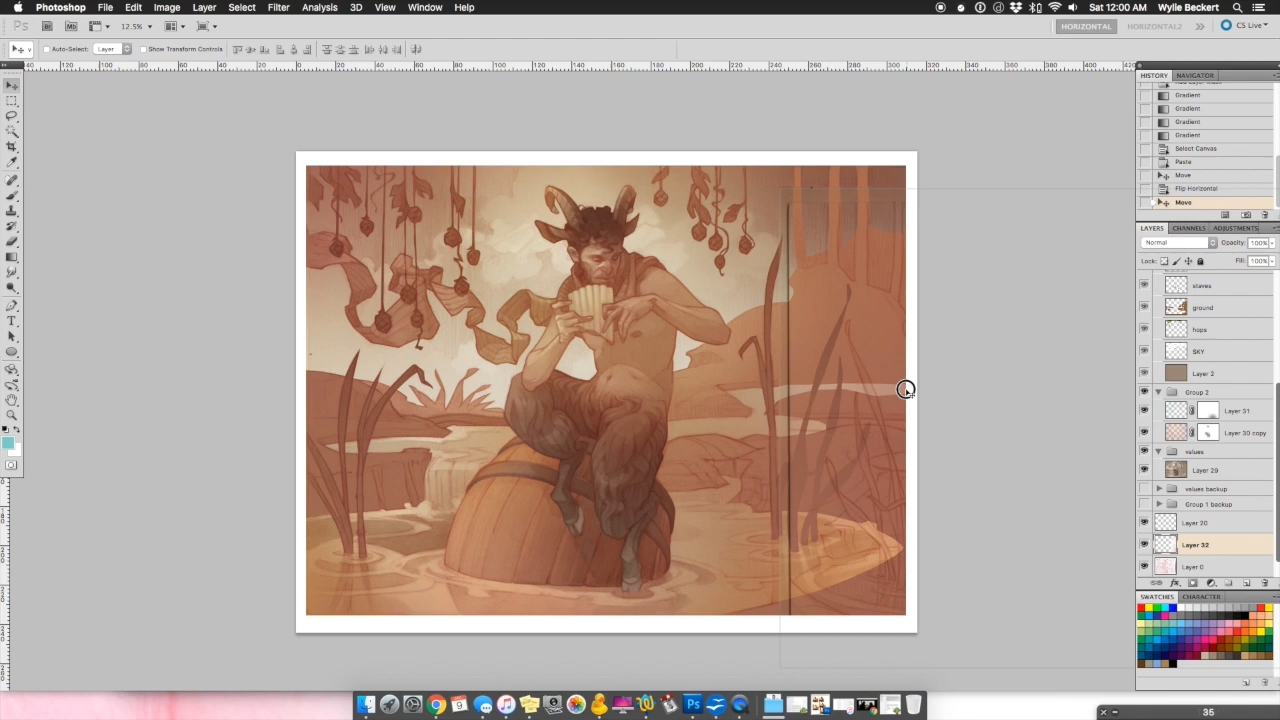 Photoshop File Edit Image Layer Select Filter Analysis 3D View Window Help
Sat 12:00 AM Wylie Beckert
Ps Br Mb 12.5% HORIZONTAL HORIZONTAL2 CS Live
Auto-Select: Layer Show Transform Controls
HISTORY NAVIGATOR
Gradient
Gradient
Gradient
Gradient
Select Canvas
Paste
Move
Flip Horizontal
Move
LAYERS CHANNELS ADJUSTMENTS
Normal Opacity: 100%
Lock: Fill: 100%
staves
ground
hops
SKY
Layer 2
Group 2
Layer 31
Layer 30 copy
values
Layer 29
values backup
Group 1 backup
Layer 20
Layer 32
Layer 0
SWATCHES CHARACTER
35